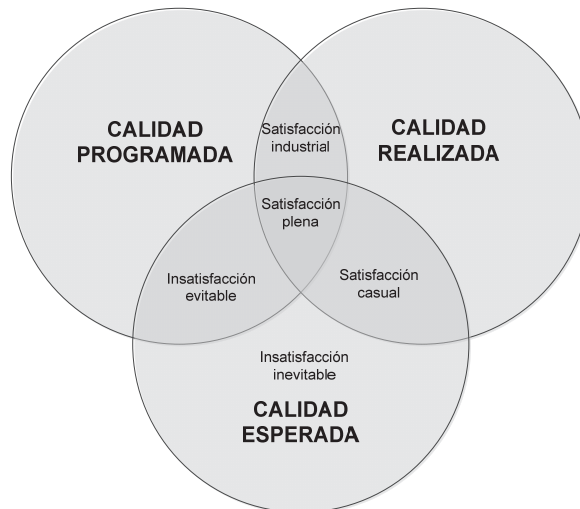 CALIDAD
PROGRAMADA
Satisfacción
industrial
CALIDAD
REALIZADA
Satisfacción
plena
Insatisfacción
evitable
Satisfacción
casual
Insatisfacción
inevitable
CALIDAD
ESPERADA